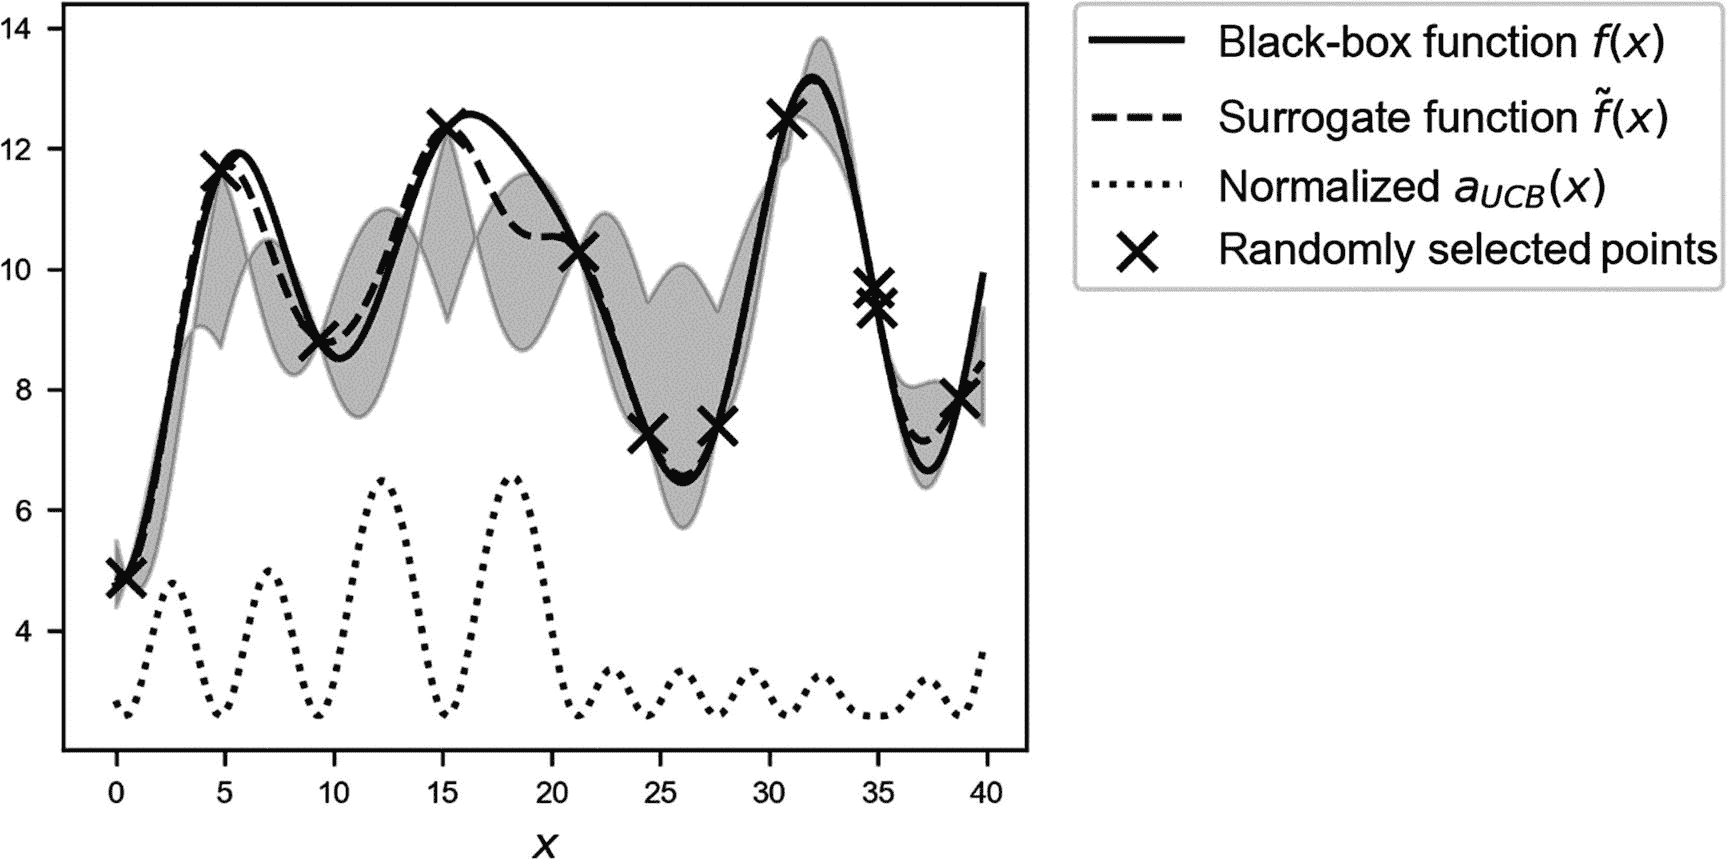 14
12
10
8
6
4
0 5 10 15 20 25 30 35 40
x
Black-box function f(x)
Surrogate function f̃(x)
Normalized a_UCB(x)
Randomly selected points